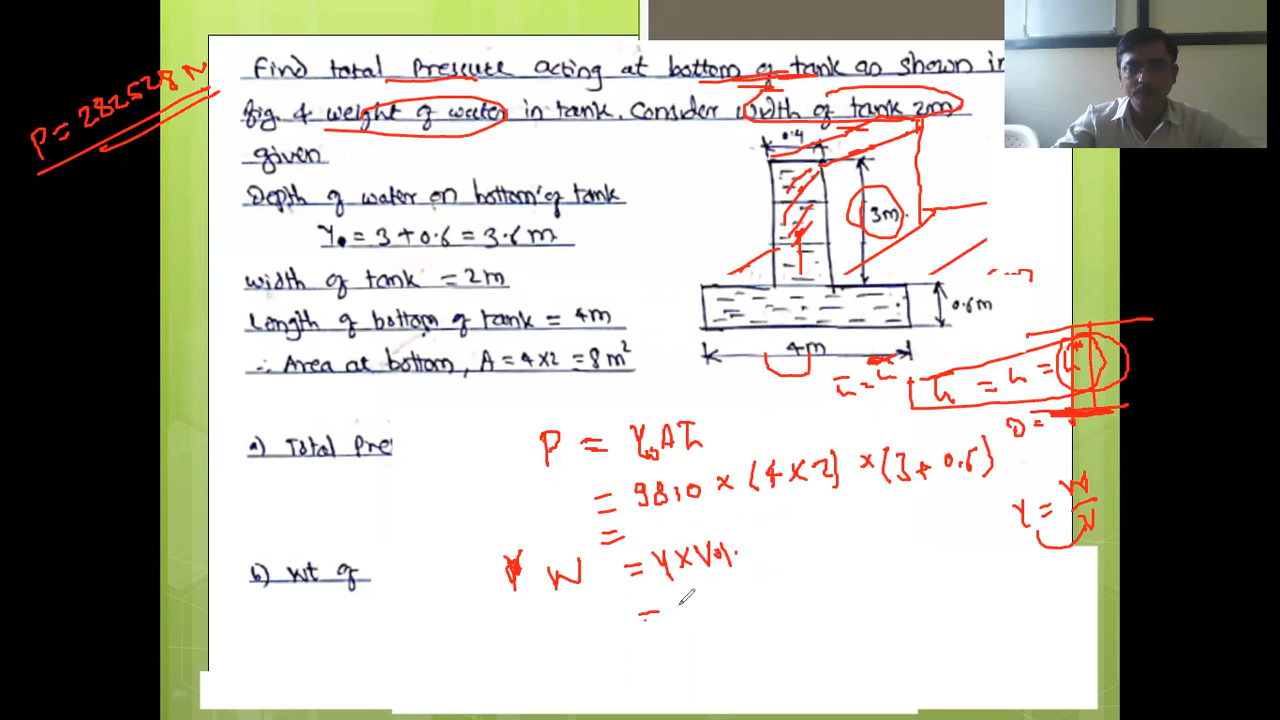 P = 282528 N
Find total pressure acting at bottom of tank as shown in
fig. & weight of water in tank. Consider width of tank 2m
given
Depth of water on bottom of tank
Y. = 3 + 0.6 = 3.6 m
width of tank = 2m
Length of bottom of tank = 4m
∴ Area at bottom, A = 4 × 2 = 8 m²
0.4
3m
0.6m
4m
h̄ = h
h̄ = h =
a) Total Pre
P = γw A h̄
= 9810 × (4 × 2) × (3 + 0.6)
=
γ = W/V
b) wt of
W = γ × Vol.
=